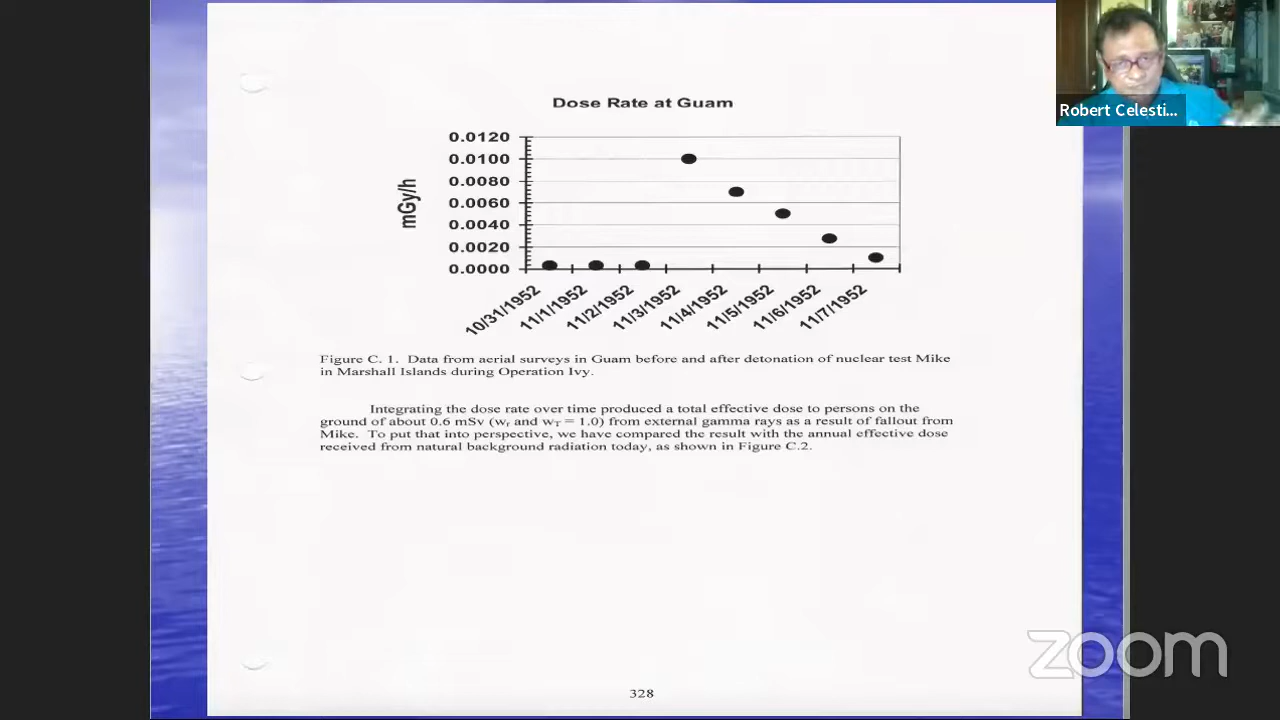 Dose Rate at Guam
0.0120
0.0100
0.0080
0.0060
0.0040
0.0020
0.0000
mGy/h
10/31/1952
11/1/1952
11/2/1952
11/3/1952
11/4/1952
11/5/1952
11/6/1952
11/7/1952
Figure C. 1. Data from aerial surveys in Guam before and after detonation of nuclear test Mike
in Marshall Islands during Operation Ivy.
Integrating the dose rate over time produced a total effective dose to persons on the
ground of about 0.6 mSv (wr and wT = 1.0) from external gamma rays as a result of fallout from
Mike. To put that into perspective, we have compared the result with the annual effective dose
received from natural background radiation today, as shown in Figure C.2.
328
Robert Celesti...
zoom